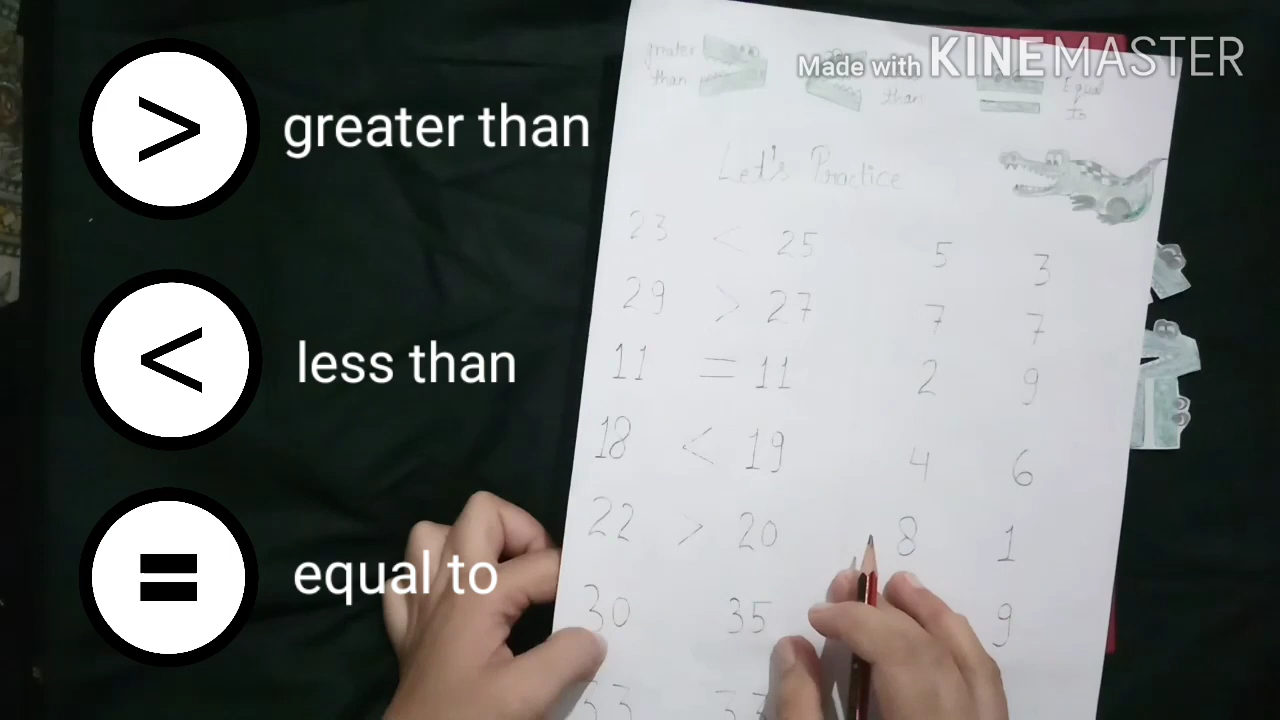 >
greater than
<
less than
=
equal to
Made with KINEMASTER
greater
than
than
Equal
to
Let's Practice
23 < 25 5 3
29 > 27 7 7
11 = 11 2 9
18 < 19 4 6
22 > 20 8 1
30 35 9
33